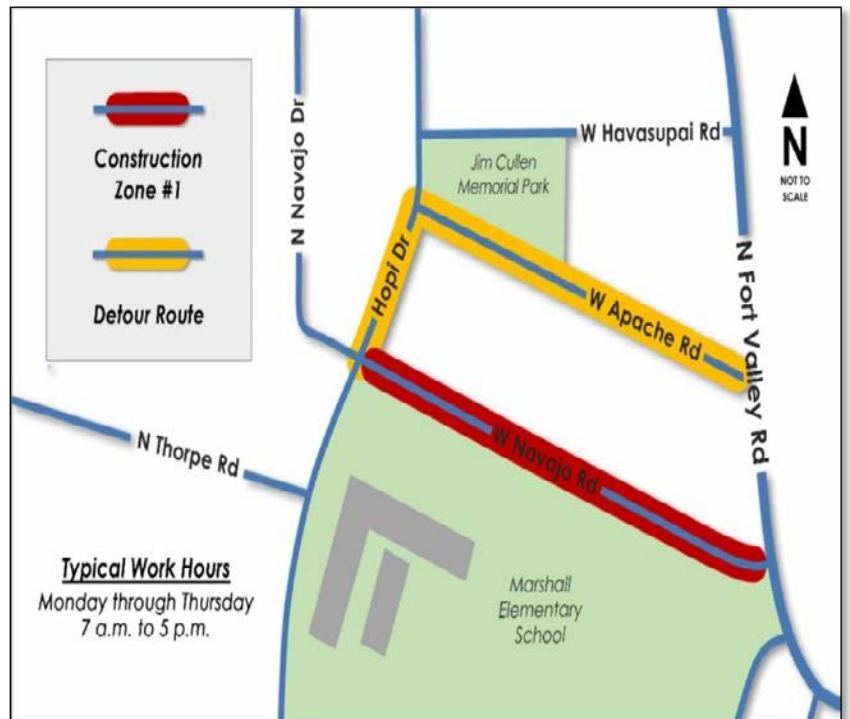 Construction
Zone #1
Detour Route
N Navajo Dr
W Havasupai Rd
Jim Cullen
Memorial Park
N
NOT TO
SCALE
Hopi Dr
W Apache Rd
N Fort Valley Rd
W Navajo Rd
N Thorpe Rd
Typical Work Hours
Monday through Thursday
7 a.m. to 5 p.m.
Marshall
Elementary
School